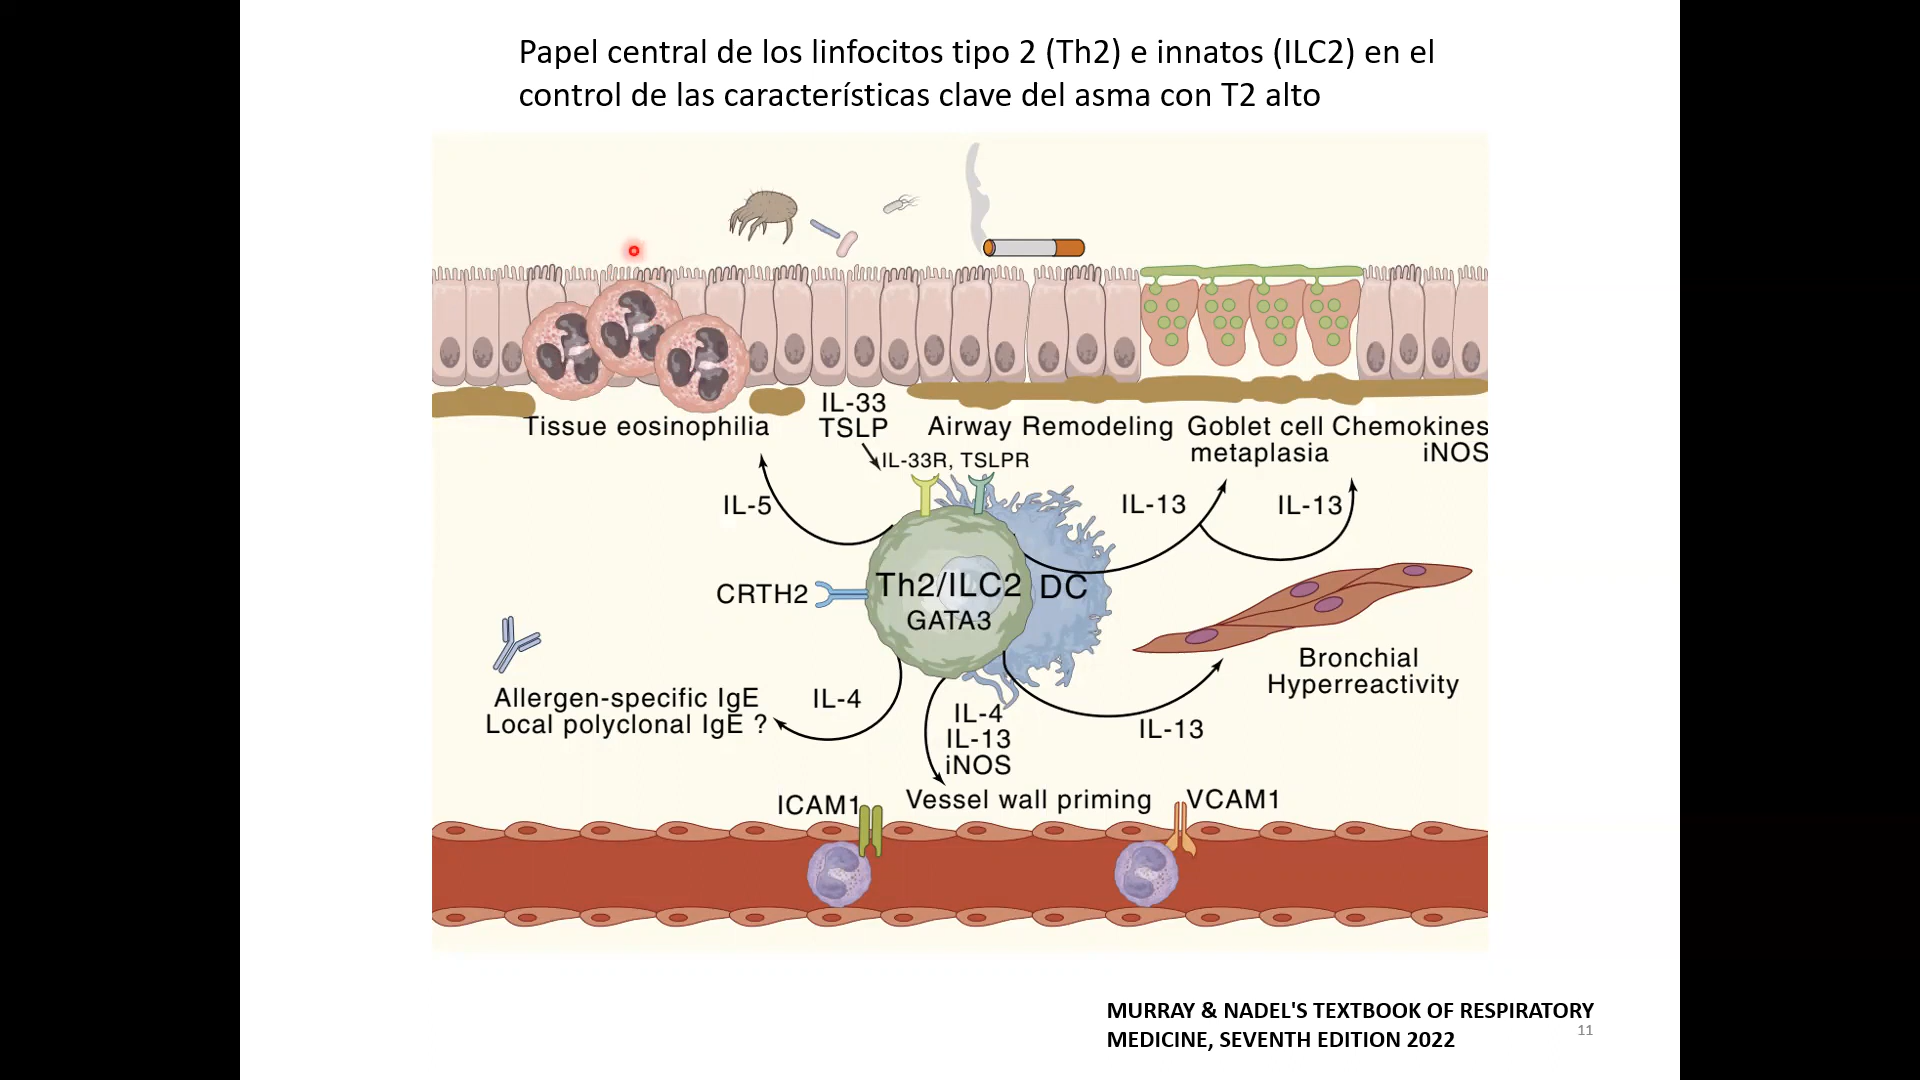 Papel central de los linfocitos tipo 2 (Th2) e innatos (ILC2) en el
control de las características clave del asma con T2 alto
IL-33
TSLP
Tissue eosinophilia
Airway Remodeling
Goblet cell
metaplasia
Chemokines
iNOS
IL-33R, TSLPR
IL-5
IL-13
IL-13
CRTH2
Th2/ILC2
GATA3
DC
Bronchial
Hyperreactivity
Allergen-specific IgE
Local polyclonal IgE ?
IL-4
IL-4
IL-13
iNOS
IL-13
ICAM1
Vessel wall priming
VCAM1
MURRAY & NADEL'S TEXTBOOK OF RESPIRATORY
MEDICINE, SEVENTH EDITION 2022
11